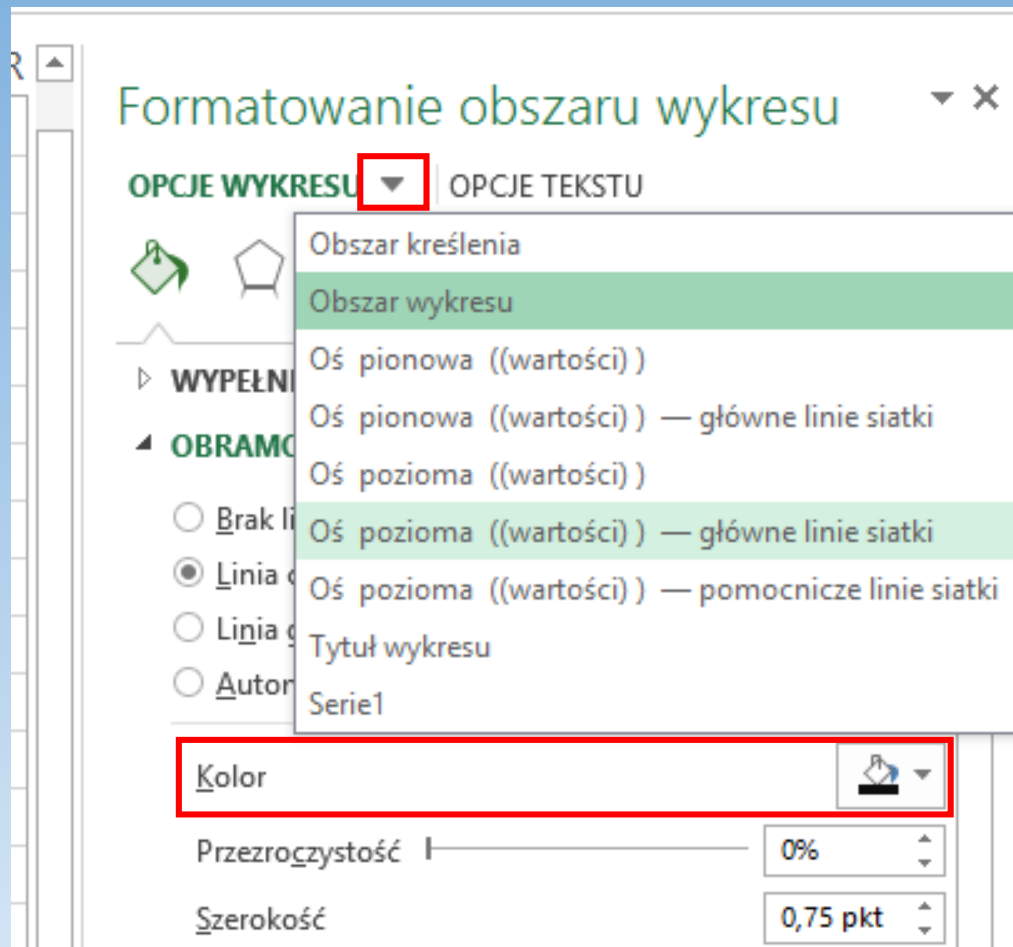 R
Formatowanie obszaru wykresu
OPCJE WYKRESU OPCJE TEKSTU
Obszar kreślenia
Obszar wykresu
Oś pionowa ((wartości) )
WYPEŁNI
Oś pionowa ((wartości) ) — główne linie siatki
OBRAMO
Oś pozioma ((wartości) )
Brak li
Oś pozioma ((wartości) ) — główne linie siatki
Linia
Oś pozioma ((wartości) ) — pomocnicze linie siatki
Linia g
Tytuł wykresu
Autom
Serie1
Kolor
Przezroczystość 0%
Szerokość 0,75 pkt